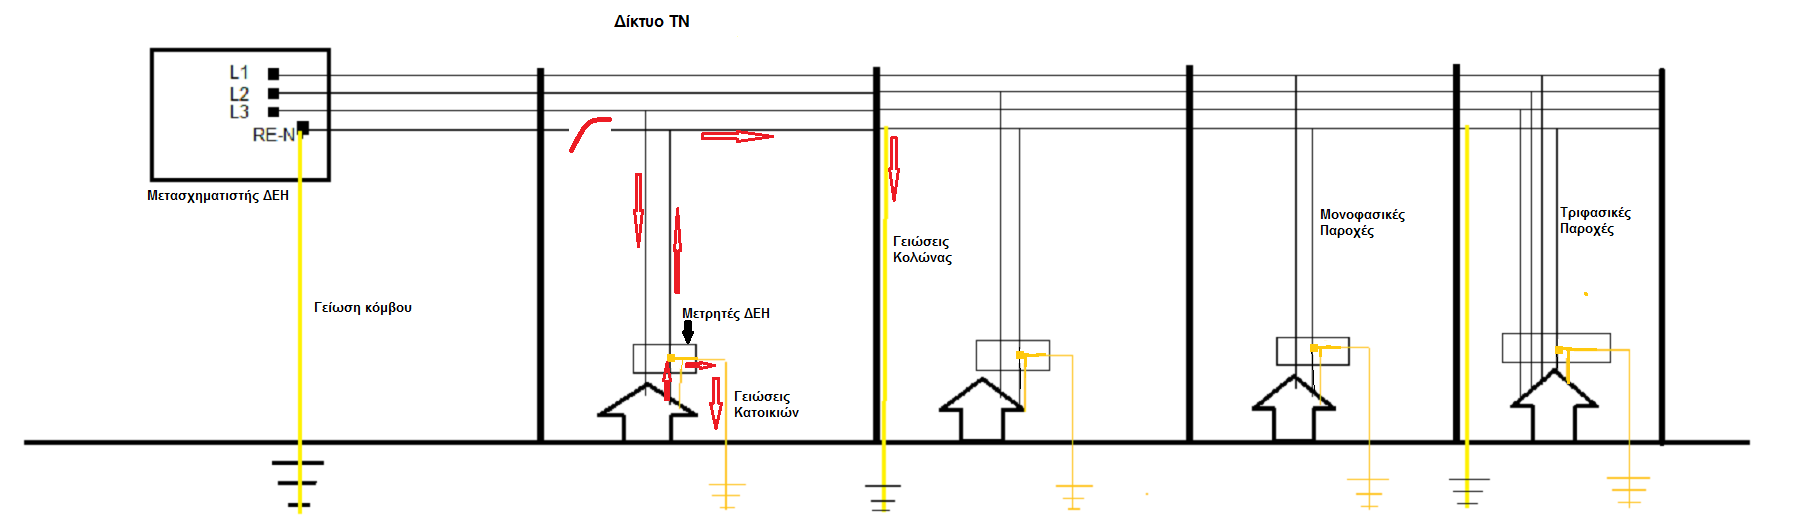 Δίκτυο TN
L1
L2
L3
RE-N
Μετασχηματιστής ΔΕΗ
Γείωση κόμβου
Μετρητές ΔΕΗ
Γειώσεις
Κατοικιών
Γειώσεις
Κολώνας
Μονοφασικές
Παροχές
Τριφασικές
Παροχές